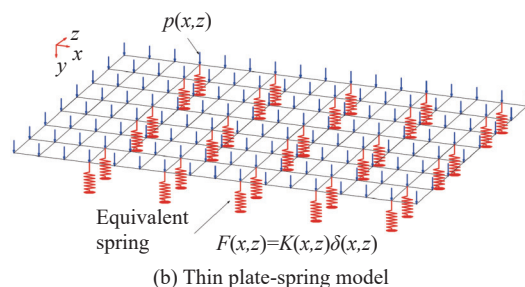 p(x,z)
z
x
y
Equivalent
spring
F(x,z)=K(x,z)δ(x,z)
(b) Thin plate-spring model